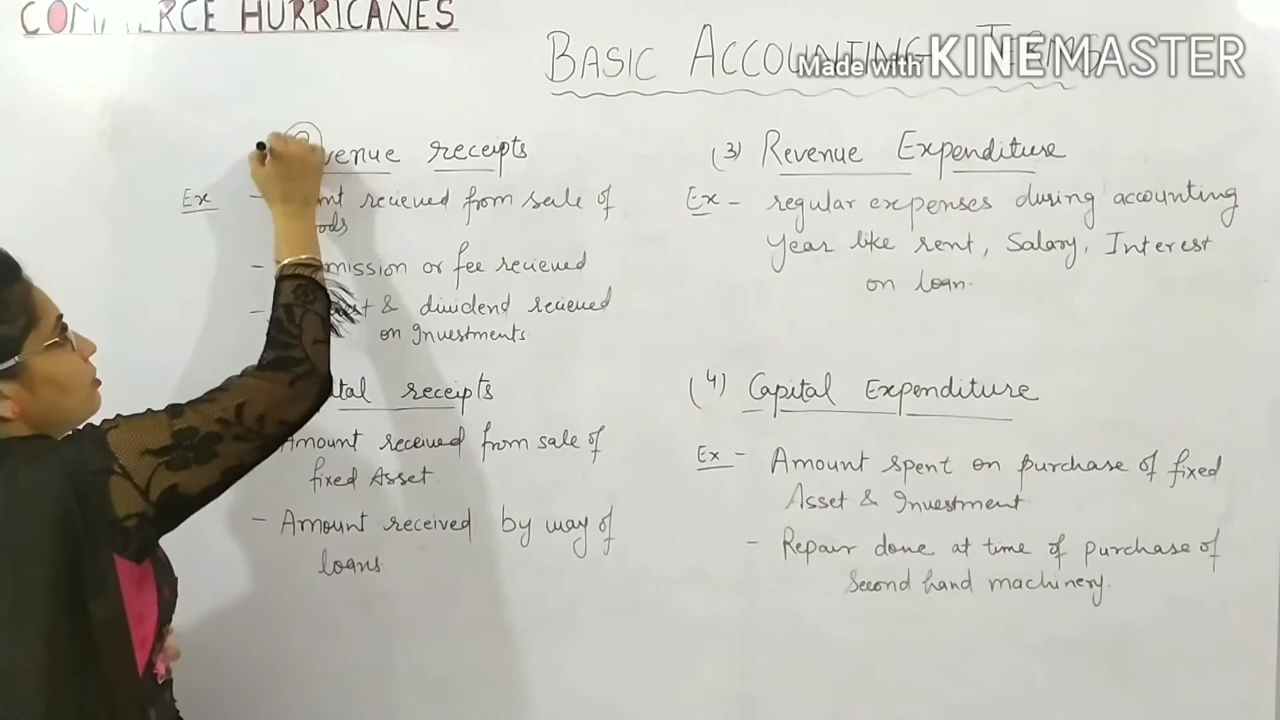 HURRICANES
BASIC ACCOUNTING TERMS
Made with KINEMASTER
receipts
Ex -
recieved from sale of
- or fee recieved
- & dividend recieved
on Investments
receipts
Amount received from sale of
fixed Asset.
- Amount received by way of
loans
(3) Revenue Expenditure
Ex - regular expenses during accounting
year like rent, Salary, Interest
on loan.
(4) Capital Expenditure
Ex - Amount spent on purchase of fixed
Asset & Investment
- Repair done at time of purchase of
Second hand machinery.